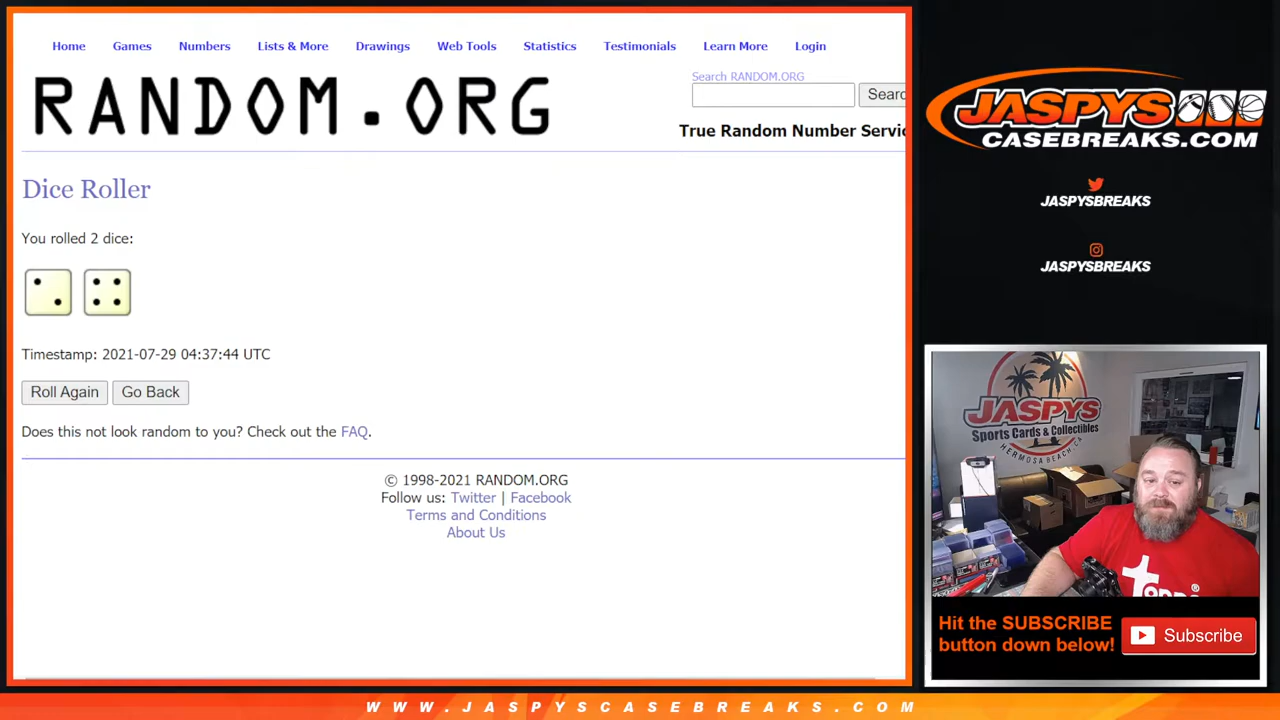 Home Games Numbers Lists & More Drawings Web Tools Statistics Testimonials Learn More Login
RANDOM.ORG
Search RANDOM.ORG
True Random Number
Dice Roller
You rolled 2 dice:
Timestamp: 2021-07-29 04:37:44 UTC
Roll Again Go Back
Does this not look random to you? Check out the FAQ.
© 1998-2021 RANDOM.ORG
Follow us: Twitter | Facebook
Terms and Conditions
About Us
JASPYS
CASEBREAKS.COM
JASPYSBREAKS
JASPYSBREAKS
JASPYS
Sports Cards & Collectibles
HERMOSA BEACH, CA
Hit the SUBSCRIBE
button down below!
Subscribe
WWW.JASPYSCASEBREAKS.COM